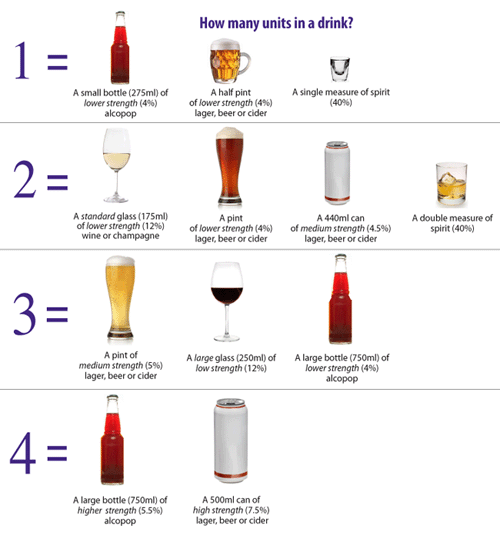 How many units in a drink?
1 =
A small bottle (275ml) of
lower strength (4%)
alcopop
A half pint
of lower strength (4%)
lager, beer or cider
A single measure of spirit
(40%)
2 =
A standard glass (175ml)
of lower strength (12%)
wine or champagne
A pint
of lower strength (4%)
lager, beer or cider
A 440ml can
of medium strength (4.5%)
lager, beer or cider
A double measure of
spirit (40%)
3 =
A pint of
medium strength (5%)
lager, beer or cider
A large glass (250ml) of
low strength (12%)
A large bottle (750ml) of
lower strength (4%)
alcopop
4 =
A large bottle (750ml) of
higher strength (5.5%)
alcopop
A 500ml can of
high strength (7.5%)
lager, beer or cider